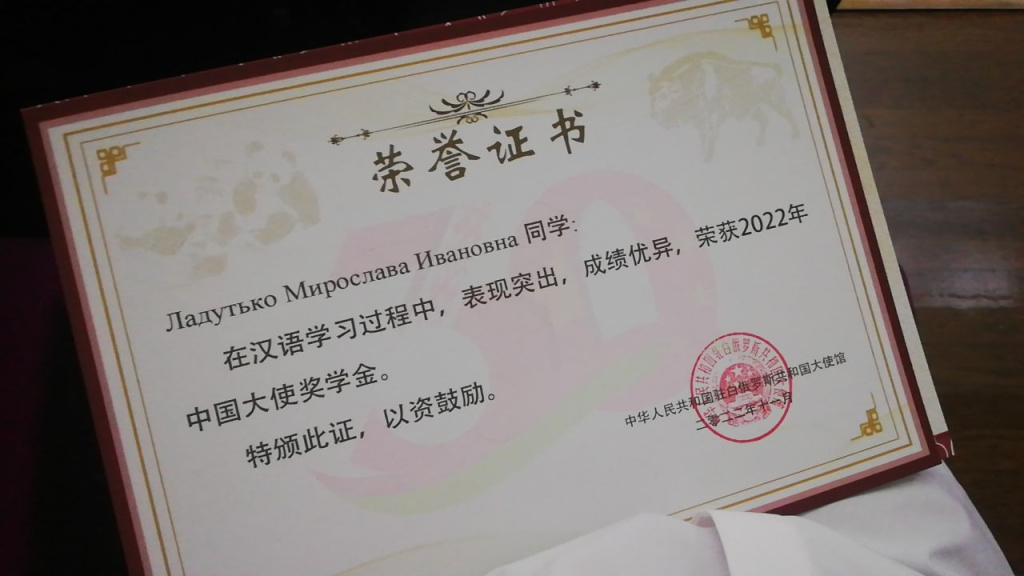 荣誉证书
Ладутько Мирослава Ивановна 同学:
在汉语学习过程中，表现突出，成绩优异，荣获2022年
中国大使奖学金。
特颁此证，以资鼓励。
中华人民共和国驻白俄罗斯共和国大使馆